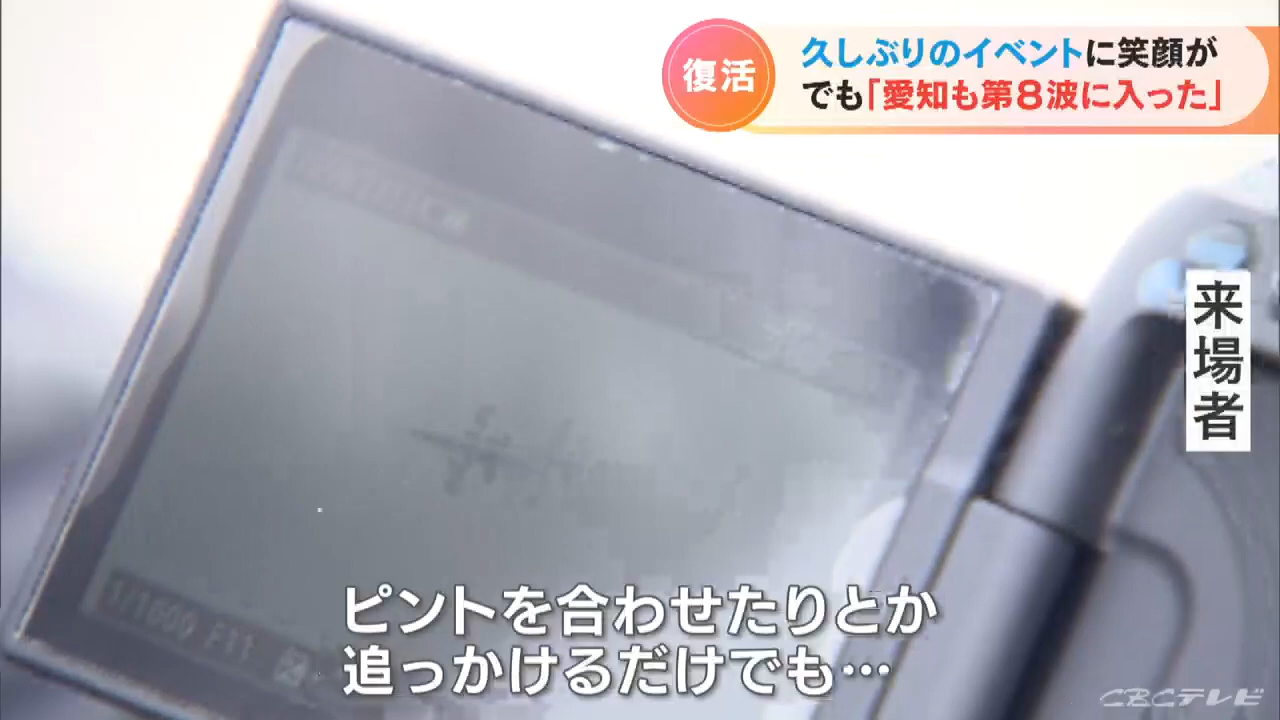 復活
久しぶりのイベントに笑顔が
でも「愛知も第8波に入った」
来場者
1/1000 F11
ピントを合わせたりとか
追っかけるだけでも…
CBCテレビ